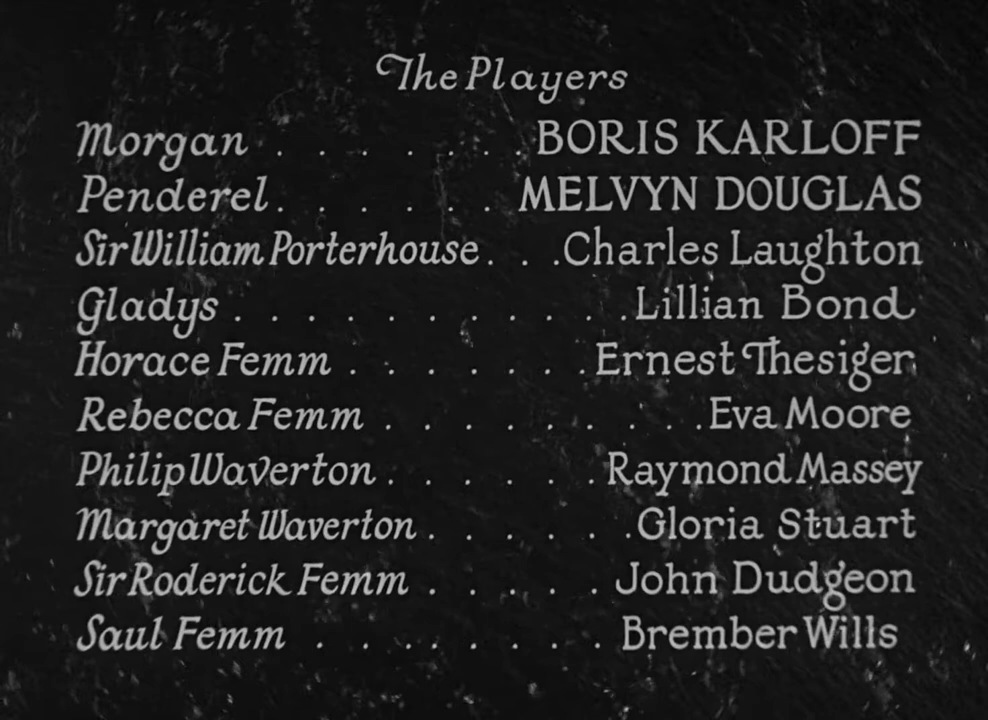 The Players
Morgan . . . . . . . BORIS KARLOFF
Penderel . . . . . . MELVYN DOUGLAS
Sir William Porterhouse . . . Charles Laughton
Gladys . . . . . . . . . . . Lillian Bond
Horace Femm . . . . . . . Ernest Thesiger
Rebecca Femm . . . . . . . . . Eva Moore
Philip Waverton . . . . . . Raymond Massey
Margaret Waverton . . . . . . Gloria Stuart
Sir Roderick Femm . . . . . John Dudgeon
Saul Femm . . . . . . . . Brember Wills